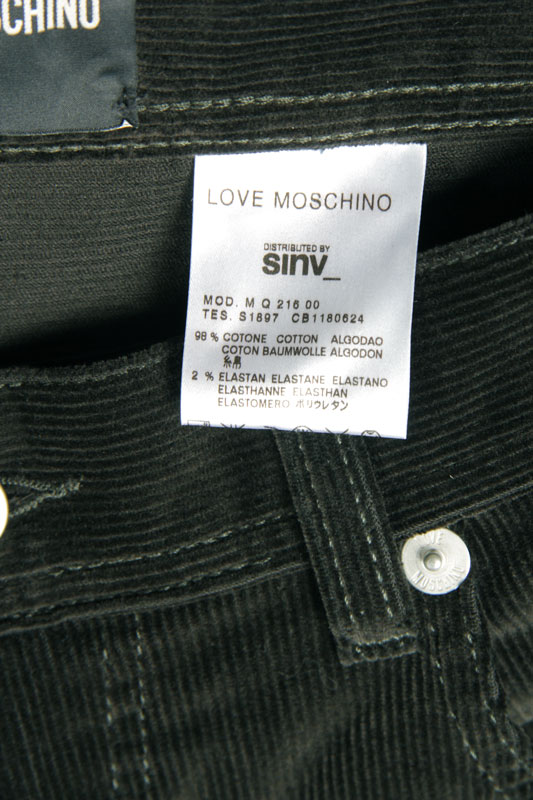 SCHINO
LOVE MOSCHINO
DISTRIBUTED BY
sinv_
MOD. M Q 216 00
TES. S1897 CB1180624
98 % COTONE COTTON ALGODAO
COTON BAUMWOLLE ALGODON
綿
2 % ELASTAN ELASTANE ELASTANO
ELASTHANNE ELASTHAN
ELASTOMERO ポリウレタン
MOSCHINO